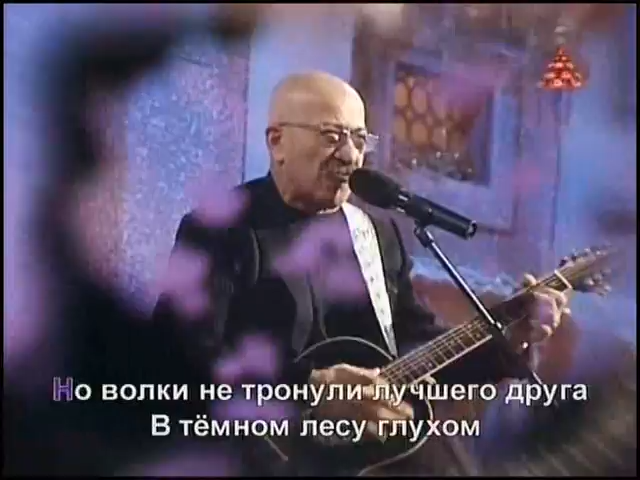 Но волки не тронули лучшего друга
В тёмном лесу глухом